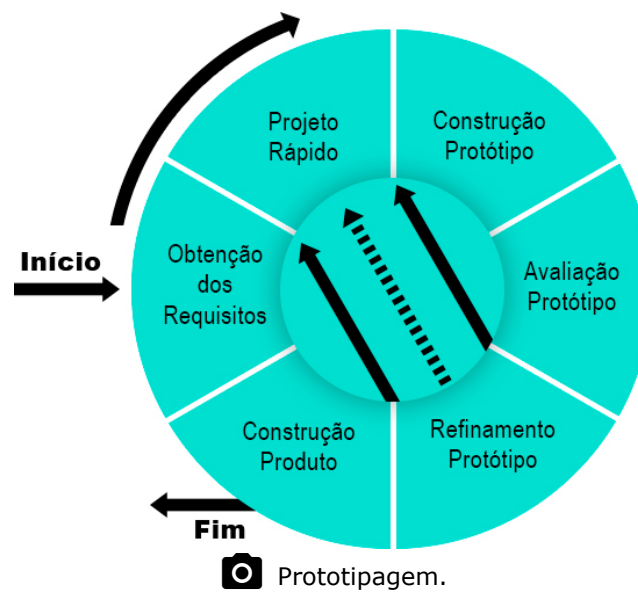 Início
Obtenção
dos
Requisitos
Projeto
Rápido
Construção
Protótipo
Avaliação
Protótipo
Refinamento
Protótipo
Construção
Produto
Fim
Prototipagem.